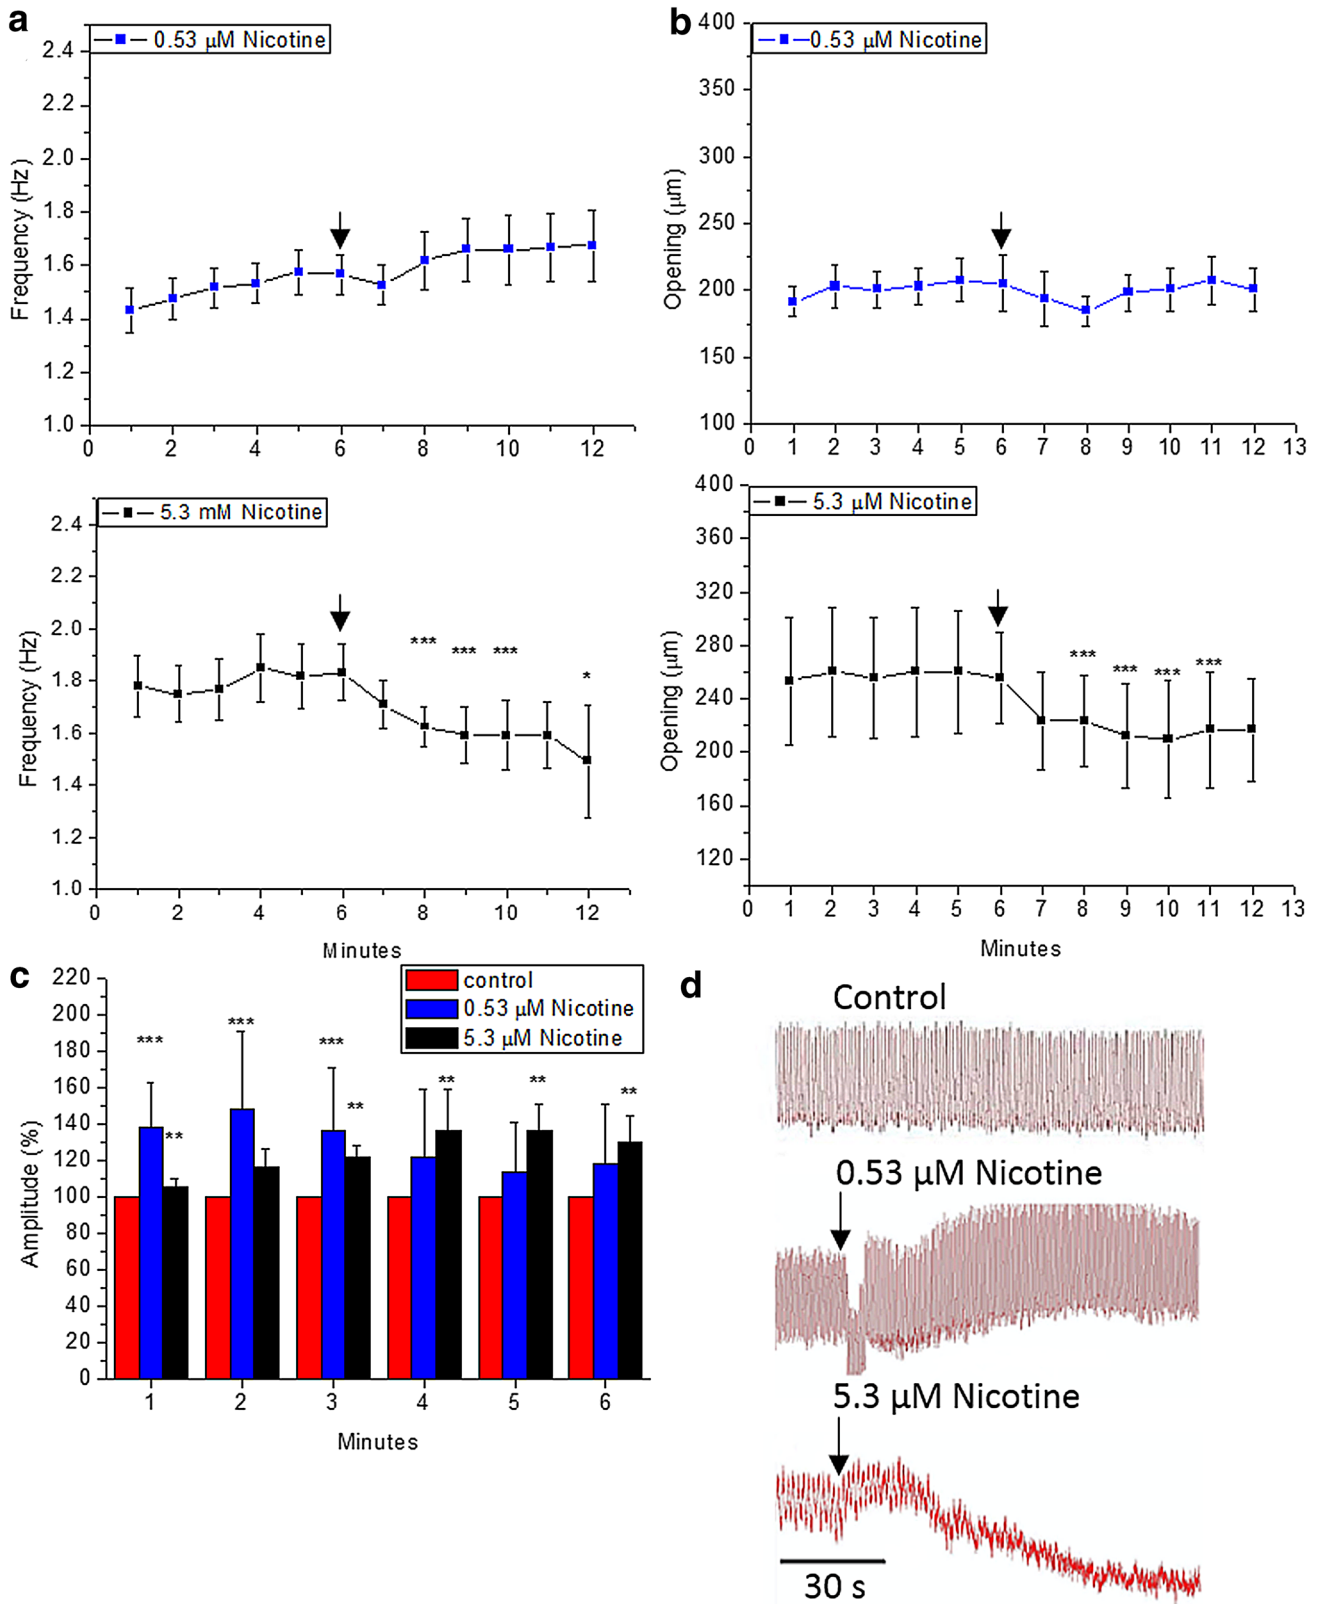 a
0.53 μM Nicotine
2.4
2.2
2.0
1.8
1.6
1.4
1.2
1.0
Frequency (Hz)
0 2 4 6 8 10 12
b
0.53 μM Nicotine
400
350
300
250
200
150
100
Opening (μm)
0 1 2 3 4 5 6 7 8 9 10 11 12 13
5.3 mM Nicotine
2.4
2.2
2.0
1.8
1.6
1.4
1.2
1.0
Frequency (Hz)
*** *** *** *
0 2 4 6 8 10 12
Minutes
5.3 μM Nicotine
400
360
320
280
240
200
160
120
Opening (μm)
*** *** *** ***
0 1 2 3 4 5 6 7 8 9 10 11 12 13
Minutes
c
control
0.53 μM Nicotine
5.3 μM Nicotine
220
200
180
160
140
120
100
80
60
40
20
0
Amplitude (%)
*** ** *** *** ** ** ** **
1 2 3 4 5 6
Minutes
d
Control
0.53 μM Nicotine
5.3 μM Nicotine
30 s